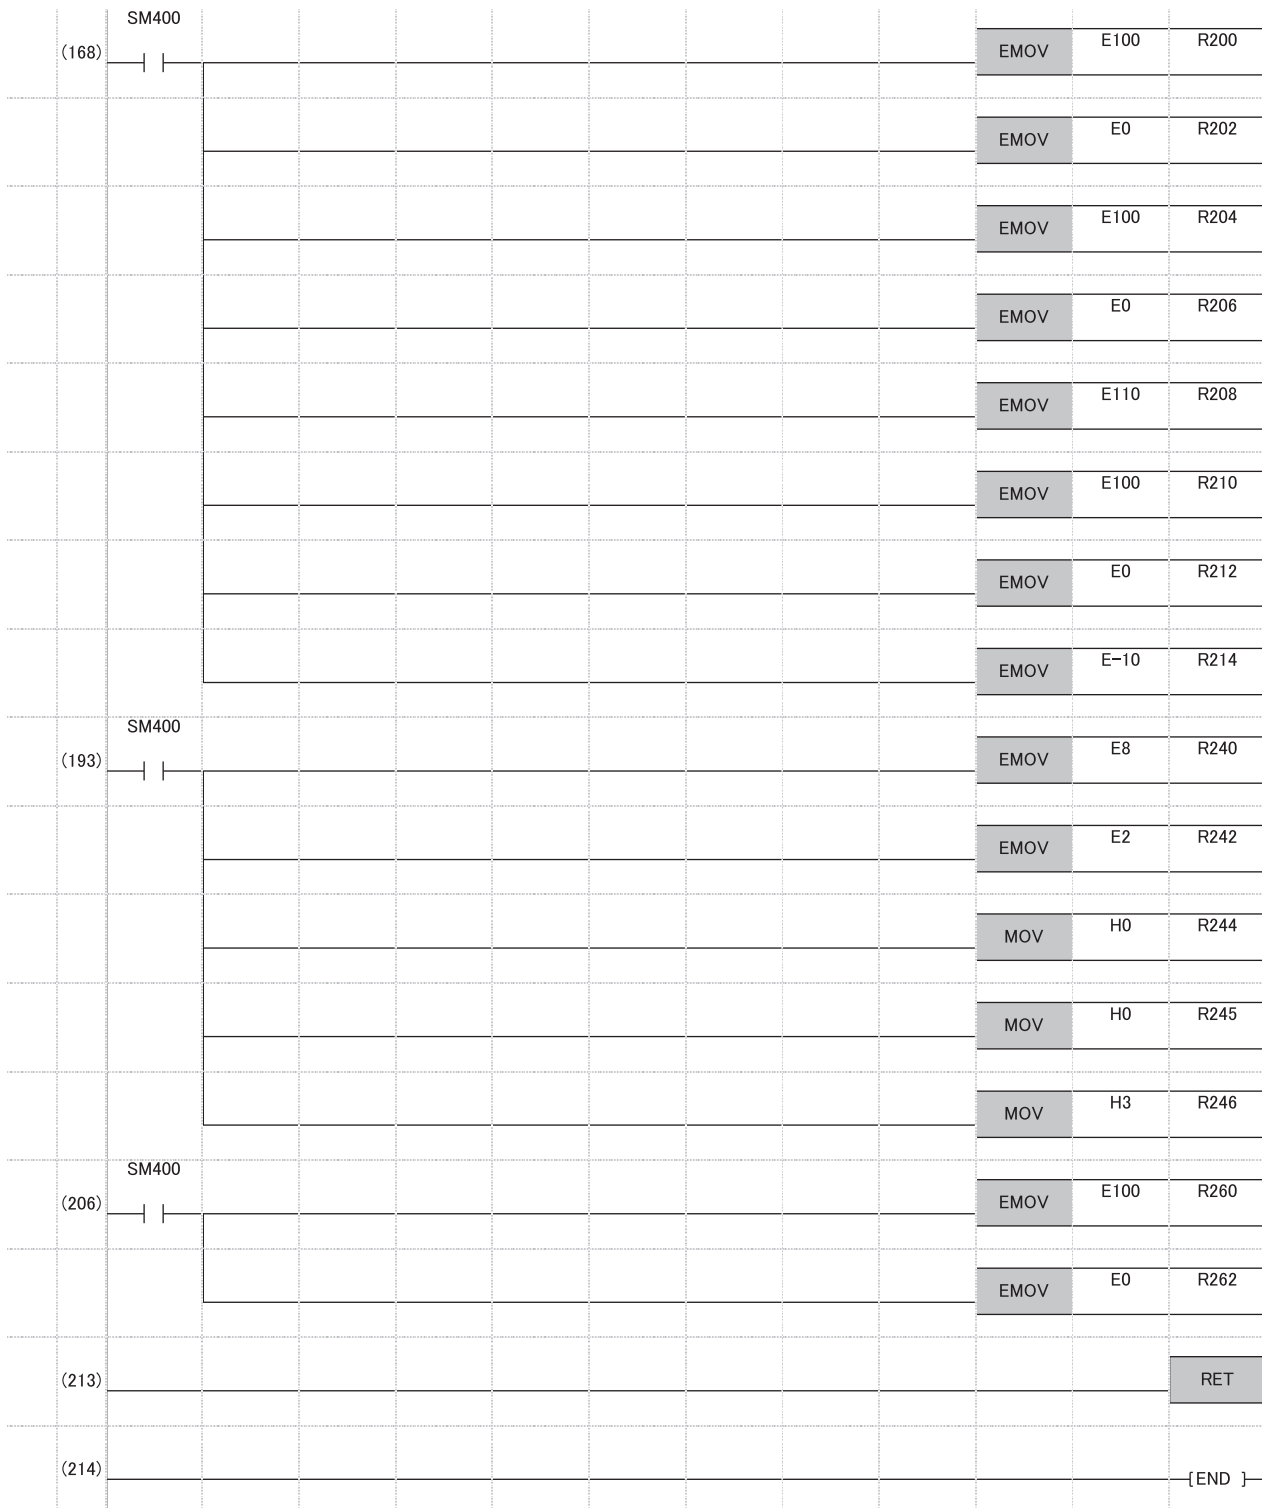 SM400
(168) EMOV E100 R200
EMOV E0 R202
EMOV E100 R204
EMOV E0 R206
EMOV E110 R208
EMOV E100 R210
EMOV E0 R212
EMOV E-10 R214
SM400
(193) EMOV E8 R240
EMOV E2 R242
MOV H0 R244
MOV H0 R245
MOV H3 R246
SM400
(206) EMOV E100 R260
EMOV E0 R262
(213) RET
(214) [END ]